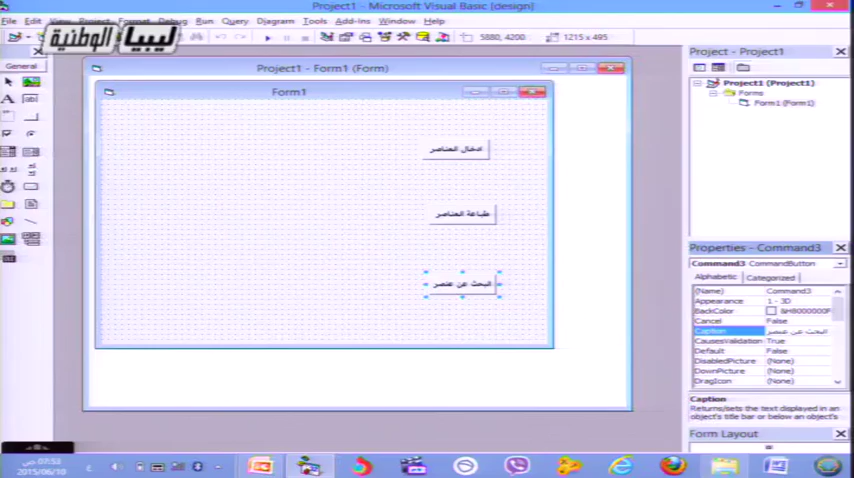 Project1 - Microsoft Visual Basic [design]
File Edit View Project Format Debug Run Query Diagram Tools Add-Ins Window Help
ليبيا الوطنية
5880, 4200
1215 x 495
General
Project1 - Form1 (Form)
Form1
ادخال العناصر
طباعة العناصر
البحث عن عنصر
Project - Project1
Project1 (Project1)
Forms
Form1 (Form1)
Properties - Command3
Command3 CommandButton
Alphabetic Categorized
(Name) Command3
Appearance 1 - 3D
BackColor &H8000000F
Cancel False
Caption البحث عن عنصر
CausesValidation True
Default False
DisabledPicture (None)
DownPicture (None)
DragIcon (None)
Caption
Returns/sets the text displayed in an
object's title bar or below an object's
Form Layout
07:53 ص
2015/06/10
ع